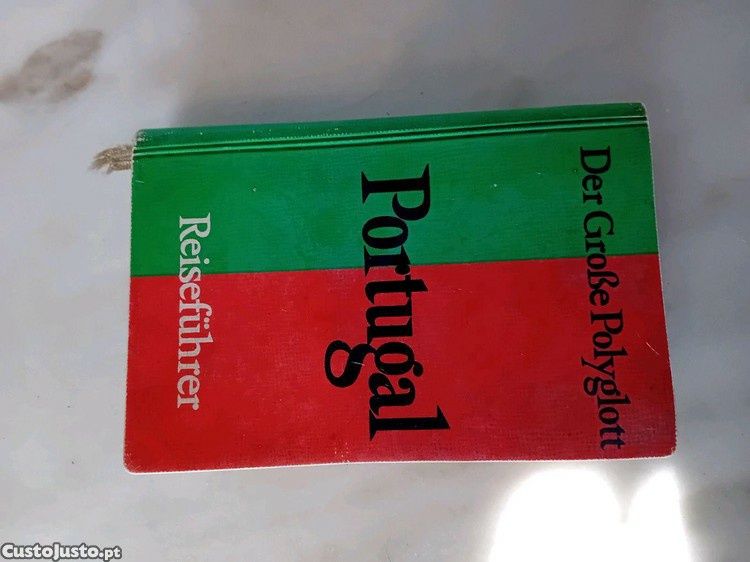 Der Große Polyglott
Portugal
Reiseführer
CustoJusto.pt